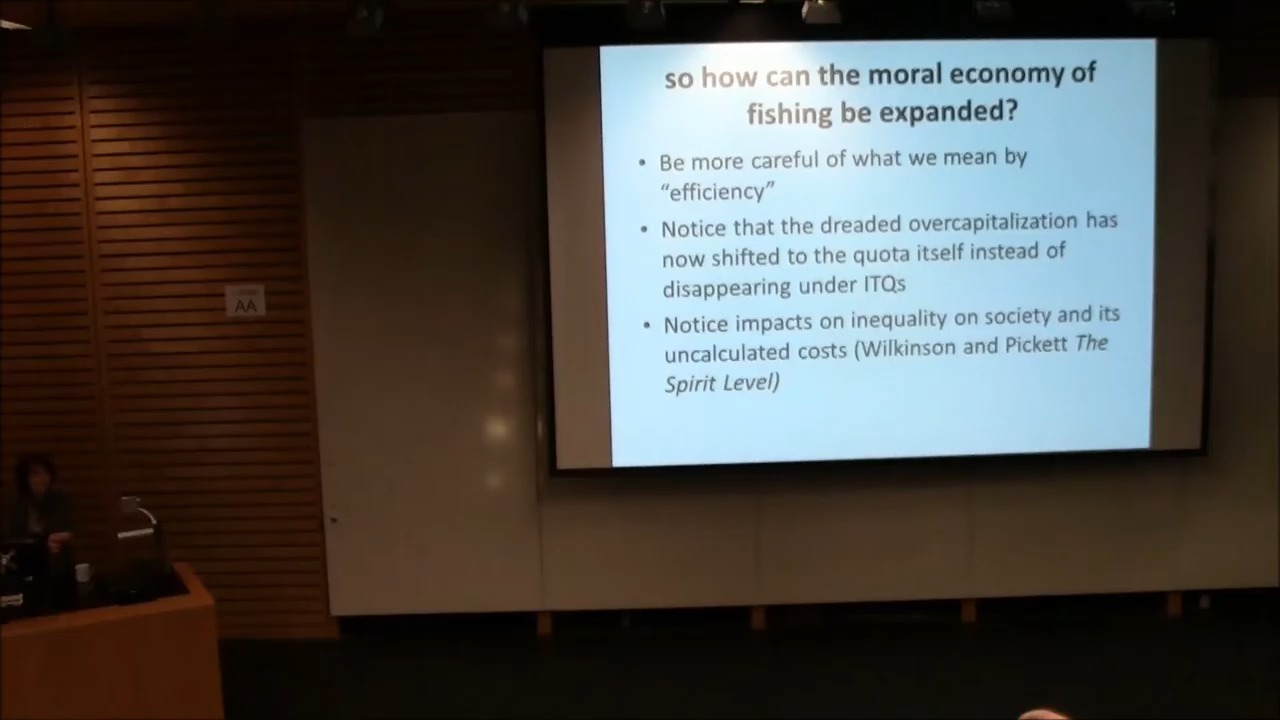 so how can the moral economy of
fishing be expanded?
• Be more careful of what we mean by
"efficiency"
• Notice that the dreaded overcapitalization has
now shifted to the quota itself instead of
disappearing under ITQs
• Notice impacts on inequality on society and its
uncalculated costs (Wilkinson and Pickett The
Spirit Level)
AA